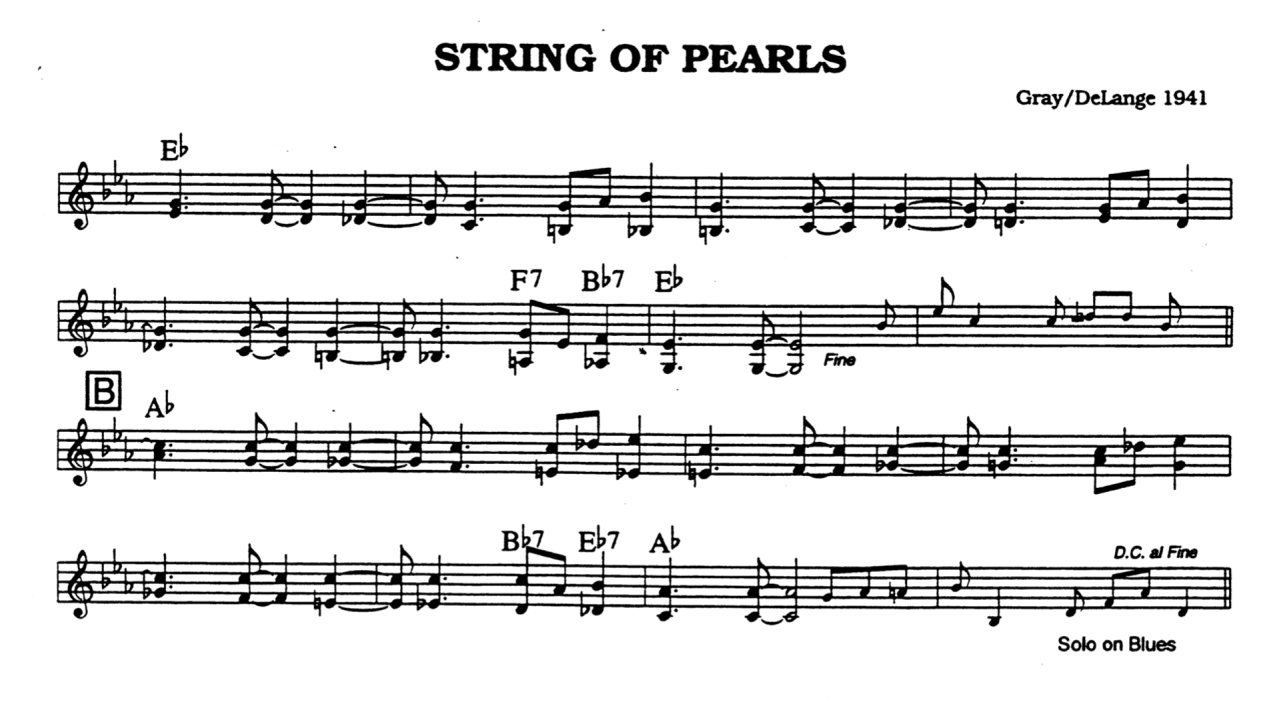 STRING OF PEARLS
Gray/DeLange 1941
E♭
F7 B♭7 E♭
Fine
B
A♭
B♭7 E♭7 A♭
D.C. al Fine
Solo on Blues